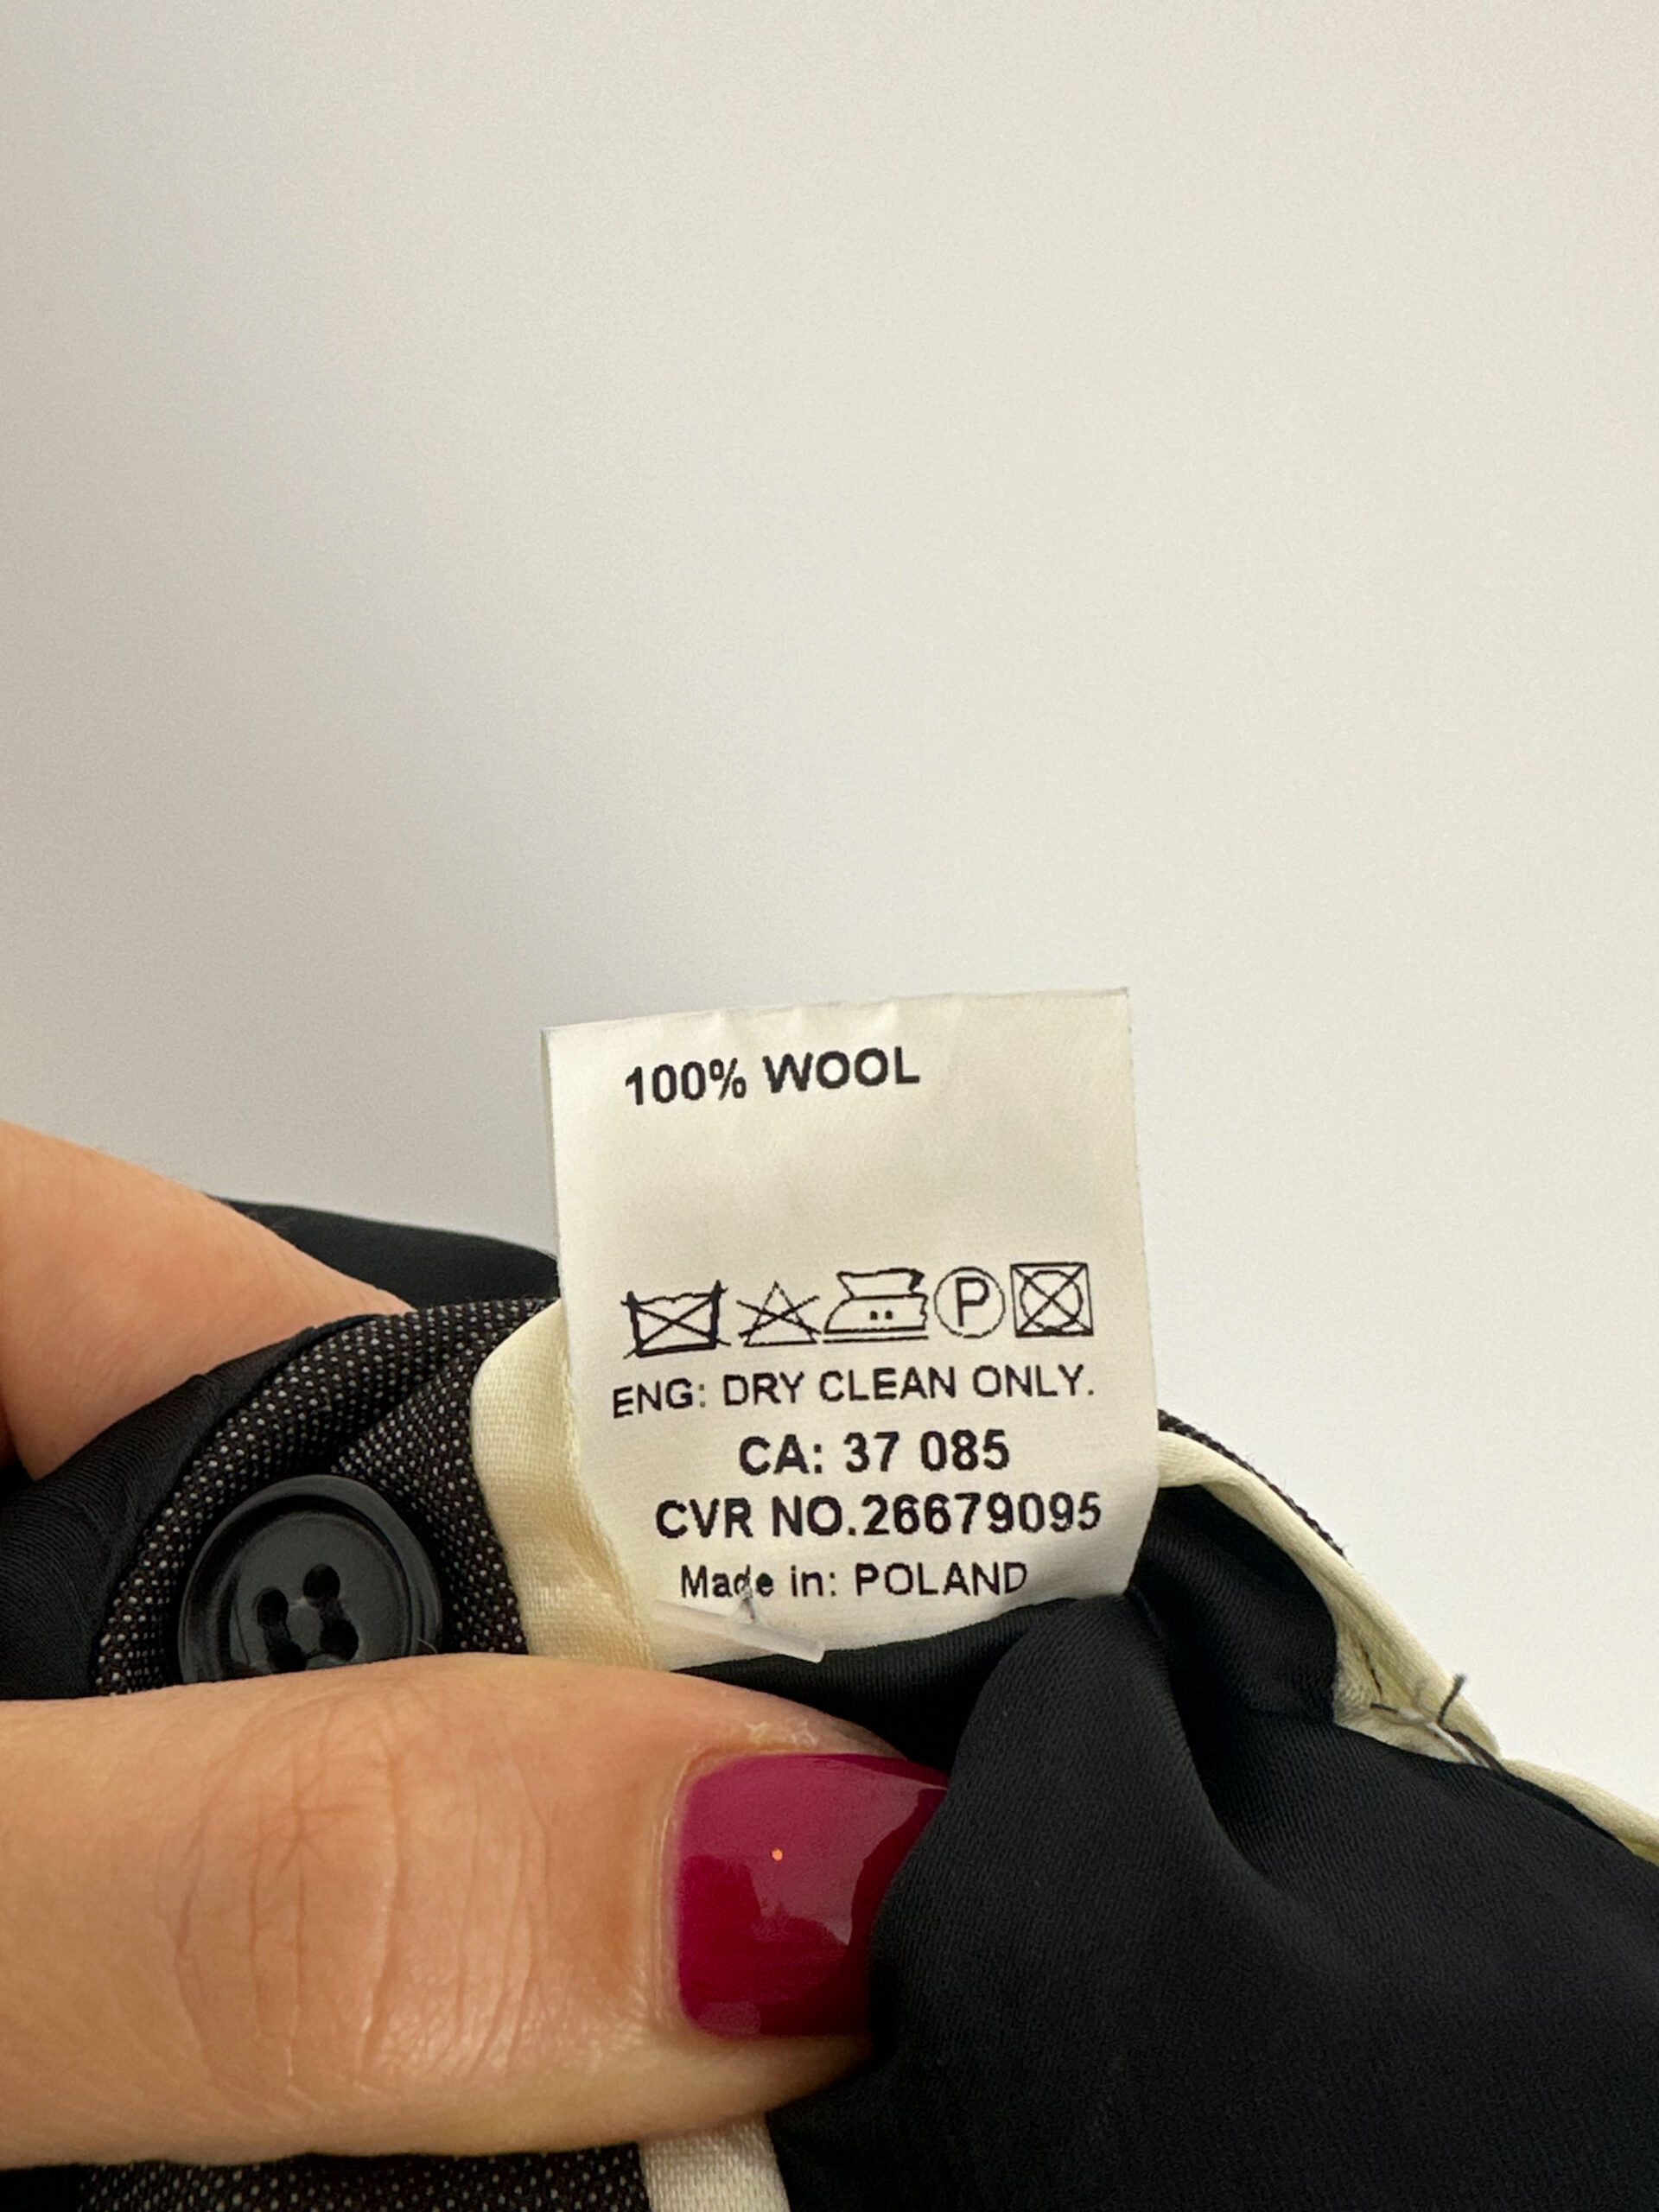 100% WOOL
P
ENG: DRY CLEAN ONLY.
CA: 37 085
CVR NO.26679095
Made in: POLAND